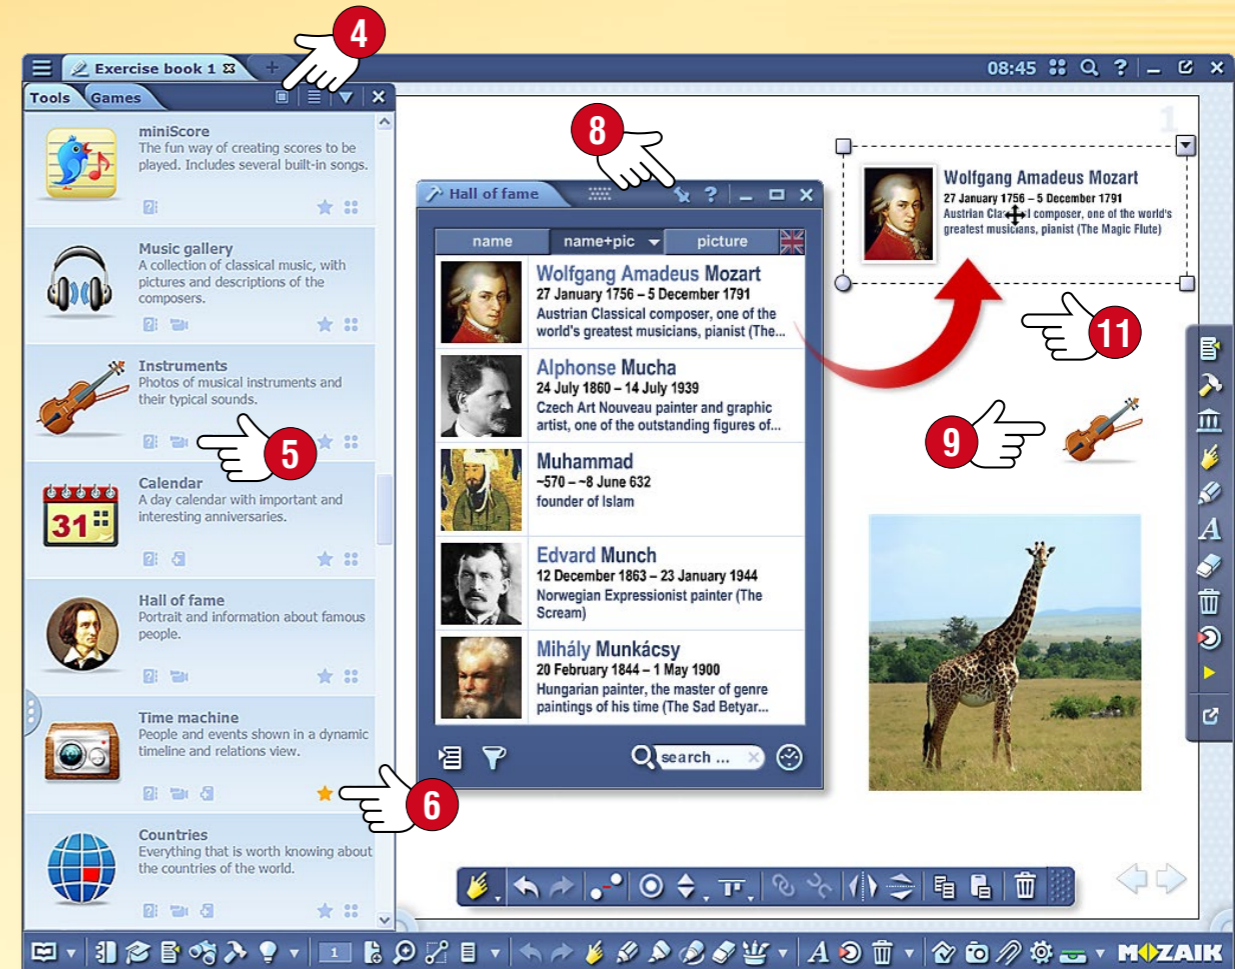 4
Exercise book 1
08:45
Tools Games
miniScore
The fun way of creating scores to be
played. Includes several built-in songs.
Music gallery
A collection of classical music, with
pictures and descriptions of the
composers.
Instruments
Photos of musical instruments and
their typical sounds.
5
Calendar
A day calendar with important and
interesting anniversaries.
31
Hall of fame
Portrait and information about famous
people.
Time machine
People and events shown in a dynamic
timeline and relations view.
6
Countries
Everything that is worth knowing about
the countries of the world.
8
Hall of fame
name name+pic picture
Wolfgang Amadeus Mozart
27 January 1756 – 5 December 1791
Austrian Classical composer, one of the
world's greatest musicians, pianist (The...
Alphonse Mucha
24 July 1860 – 14 July 1939
Czech Art Nouveau painter and graphic
artist, one of the outstanding figures of...
Muhammad
~570 – ~8 June 632
founder of Islam
Edvard Munch
12 December 1863 – 23 January 1944
Norwegian Expressionist painter (The
Scream)
Mihály Munkácsy
20 February 1844 – 1 May 1900
Hungarian painter, the master of genre
paintings of his time (The Sad Betyar...
search ...
1
Wolfgang Amadeus Mozart
27 January 1756 – 5 December 1791
Austrian composer, one of the world's
greatest musicians, pianist (The Magic Flute)
11
9
1
MOZAIK